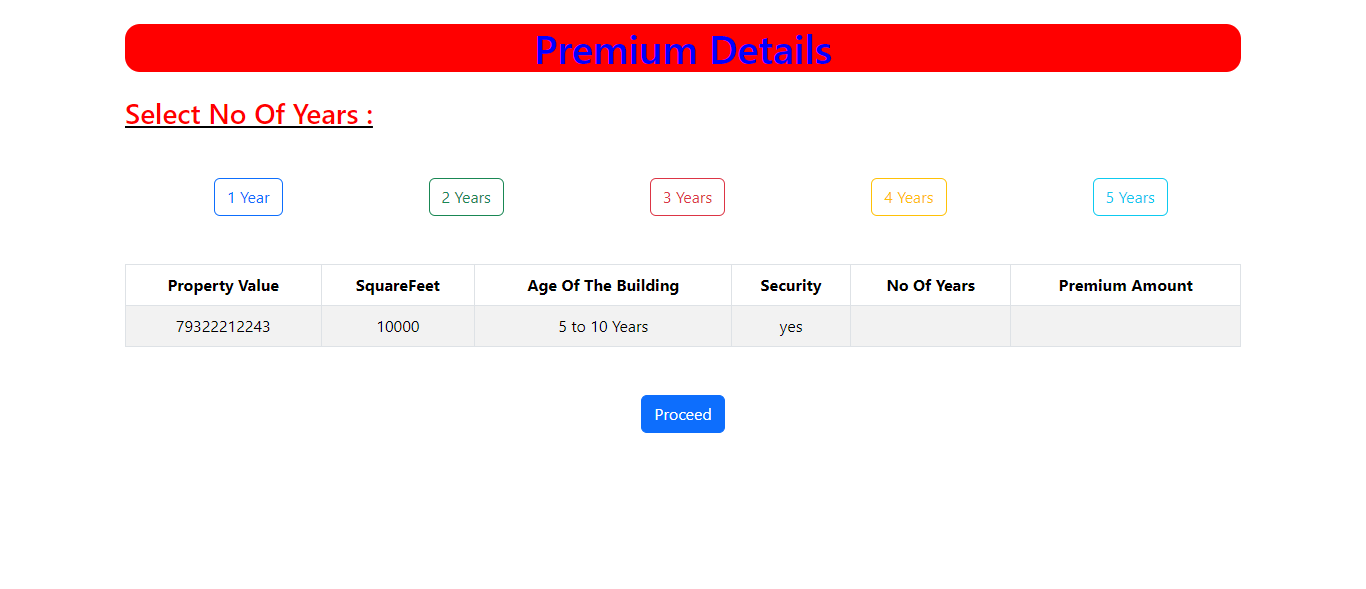 Premium Details
Select No Of Years :
1 Year 2 Years 3 Years 4 Years 5 Years
Property Value SquareFeet Age Of The Building Security No Of Years Premium Amount
79322212243 10000 5 to 10 Years yes
Proceed